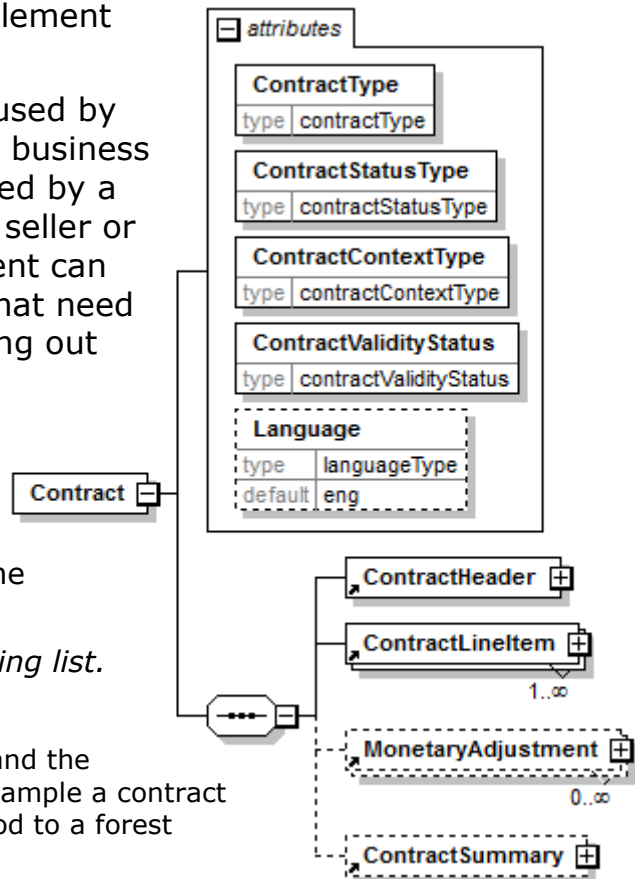 lement
used by
business
ed by a
seller or
ent can
hat need
ng out
ne
ing list.
and the
ample a contract
od to a forest
attributes
ContractType
type contractType
ContractStatusType
type contractStatusType
ContractContextType
type contractContextType
ContractValidityStatus
type contractValidityStatus
Language
type languageType
default eng
Contract
ContractHeader
ContractLineItem
1..∞
MonetaryAdjustment
0..∞
ContractSummary